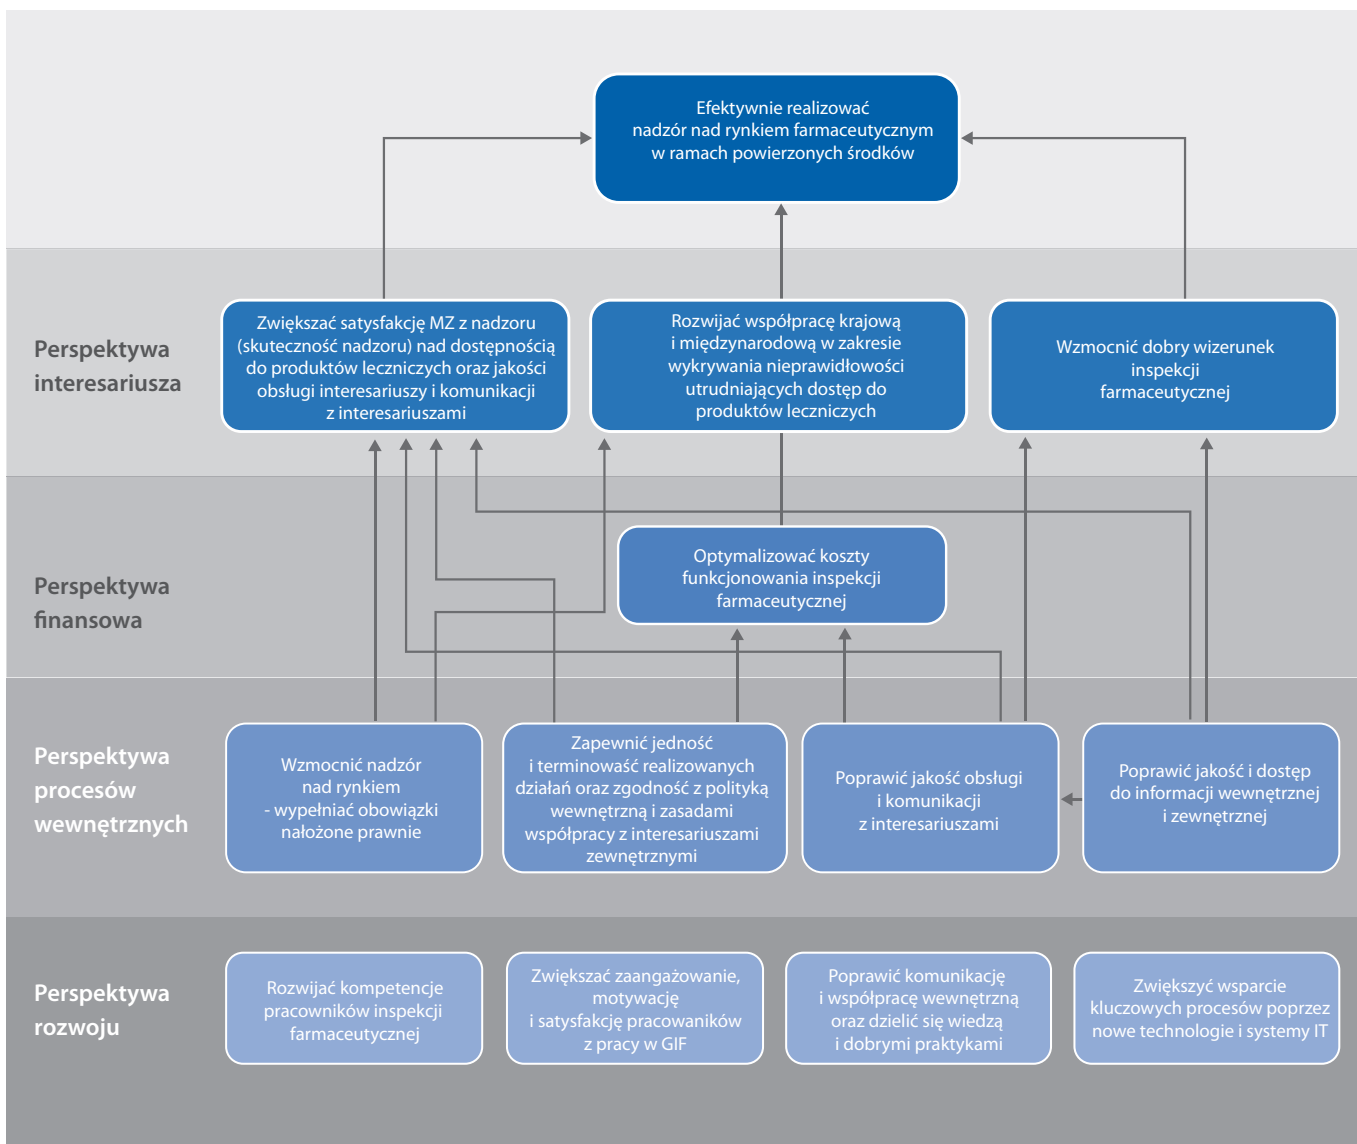 Efektywnie realizować
nadzór nad rynkiem farmaceutycznym
w ramach powierzonych środków
Perspektywa
interesariusza
Zwiększać satysfakcję MZ z nadzoru
(skuteczność nadzoru) nad dostępnością
do produktów leczniczych oraz jakości
obsługi interesariuszy i komunikacji
z interesariuszami
Rozwijać współpracę krajową
i międzynarodową w zakresie
wykrywania nieprawidłowości
utrudniających dostęp do
produktów leczniczych
Wzmocnić dobry wizerunek
inspekcji
farmaceutycznej
Perspektywa
finansowa
Optymalizować koszty
funkcjonowania inspekcji
farmaceutycznej
Perspektywa
procesów
wewnętrznych
Wzmocnić nadzór
nad rynkiem
- wypełniać obowiązki
nałożone prawnie
Zapewnić jedność
i terminowaść realizowanych
działań oraz zgodność z polityką
wewnętrzną i zasadami
współpracy z interesariuszami
zewnętrznymi
Poprawić jakość obsługi
i komunikacji
z interesariuszami
Poprawić jakość i dostęp
do informacji wewnętrznej
i zewnętrznej
Perspektywa
rozwoju
Rozwijać kompetencje
pracowników inspekcji
farmaceutycznej
Zwiększać zaangażowanie,
motywację
i satysfakcję pracowaników
z pracy w GIF
Poprawić komunikację
i współpracę wewnętrzną
oraz dzielić się wiedzą
i dobrymi praktykami
Zwiększyć wsparcie
kluczowych procesów poprzez
nowe technologie i systemy IT